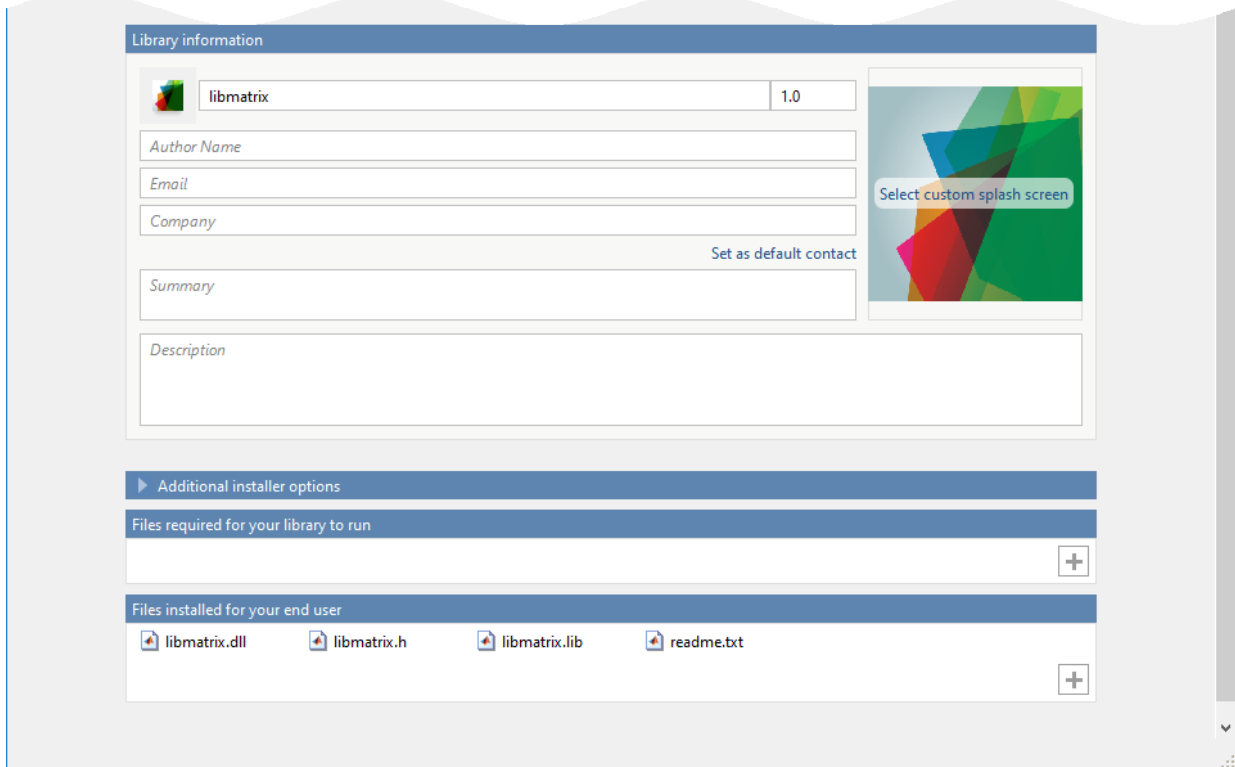 Library information
libmatrix 1.0
Author Name
Email
Company
Select custom splash screen
Set as default contact
Summary
Description
Additional installer options
Files required for your library to run
Files installed for your end user
libmatrix.dll libmatrix.h libmatrix.lib readme.txt